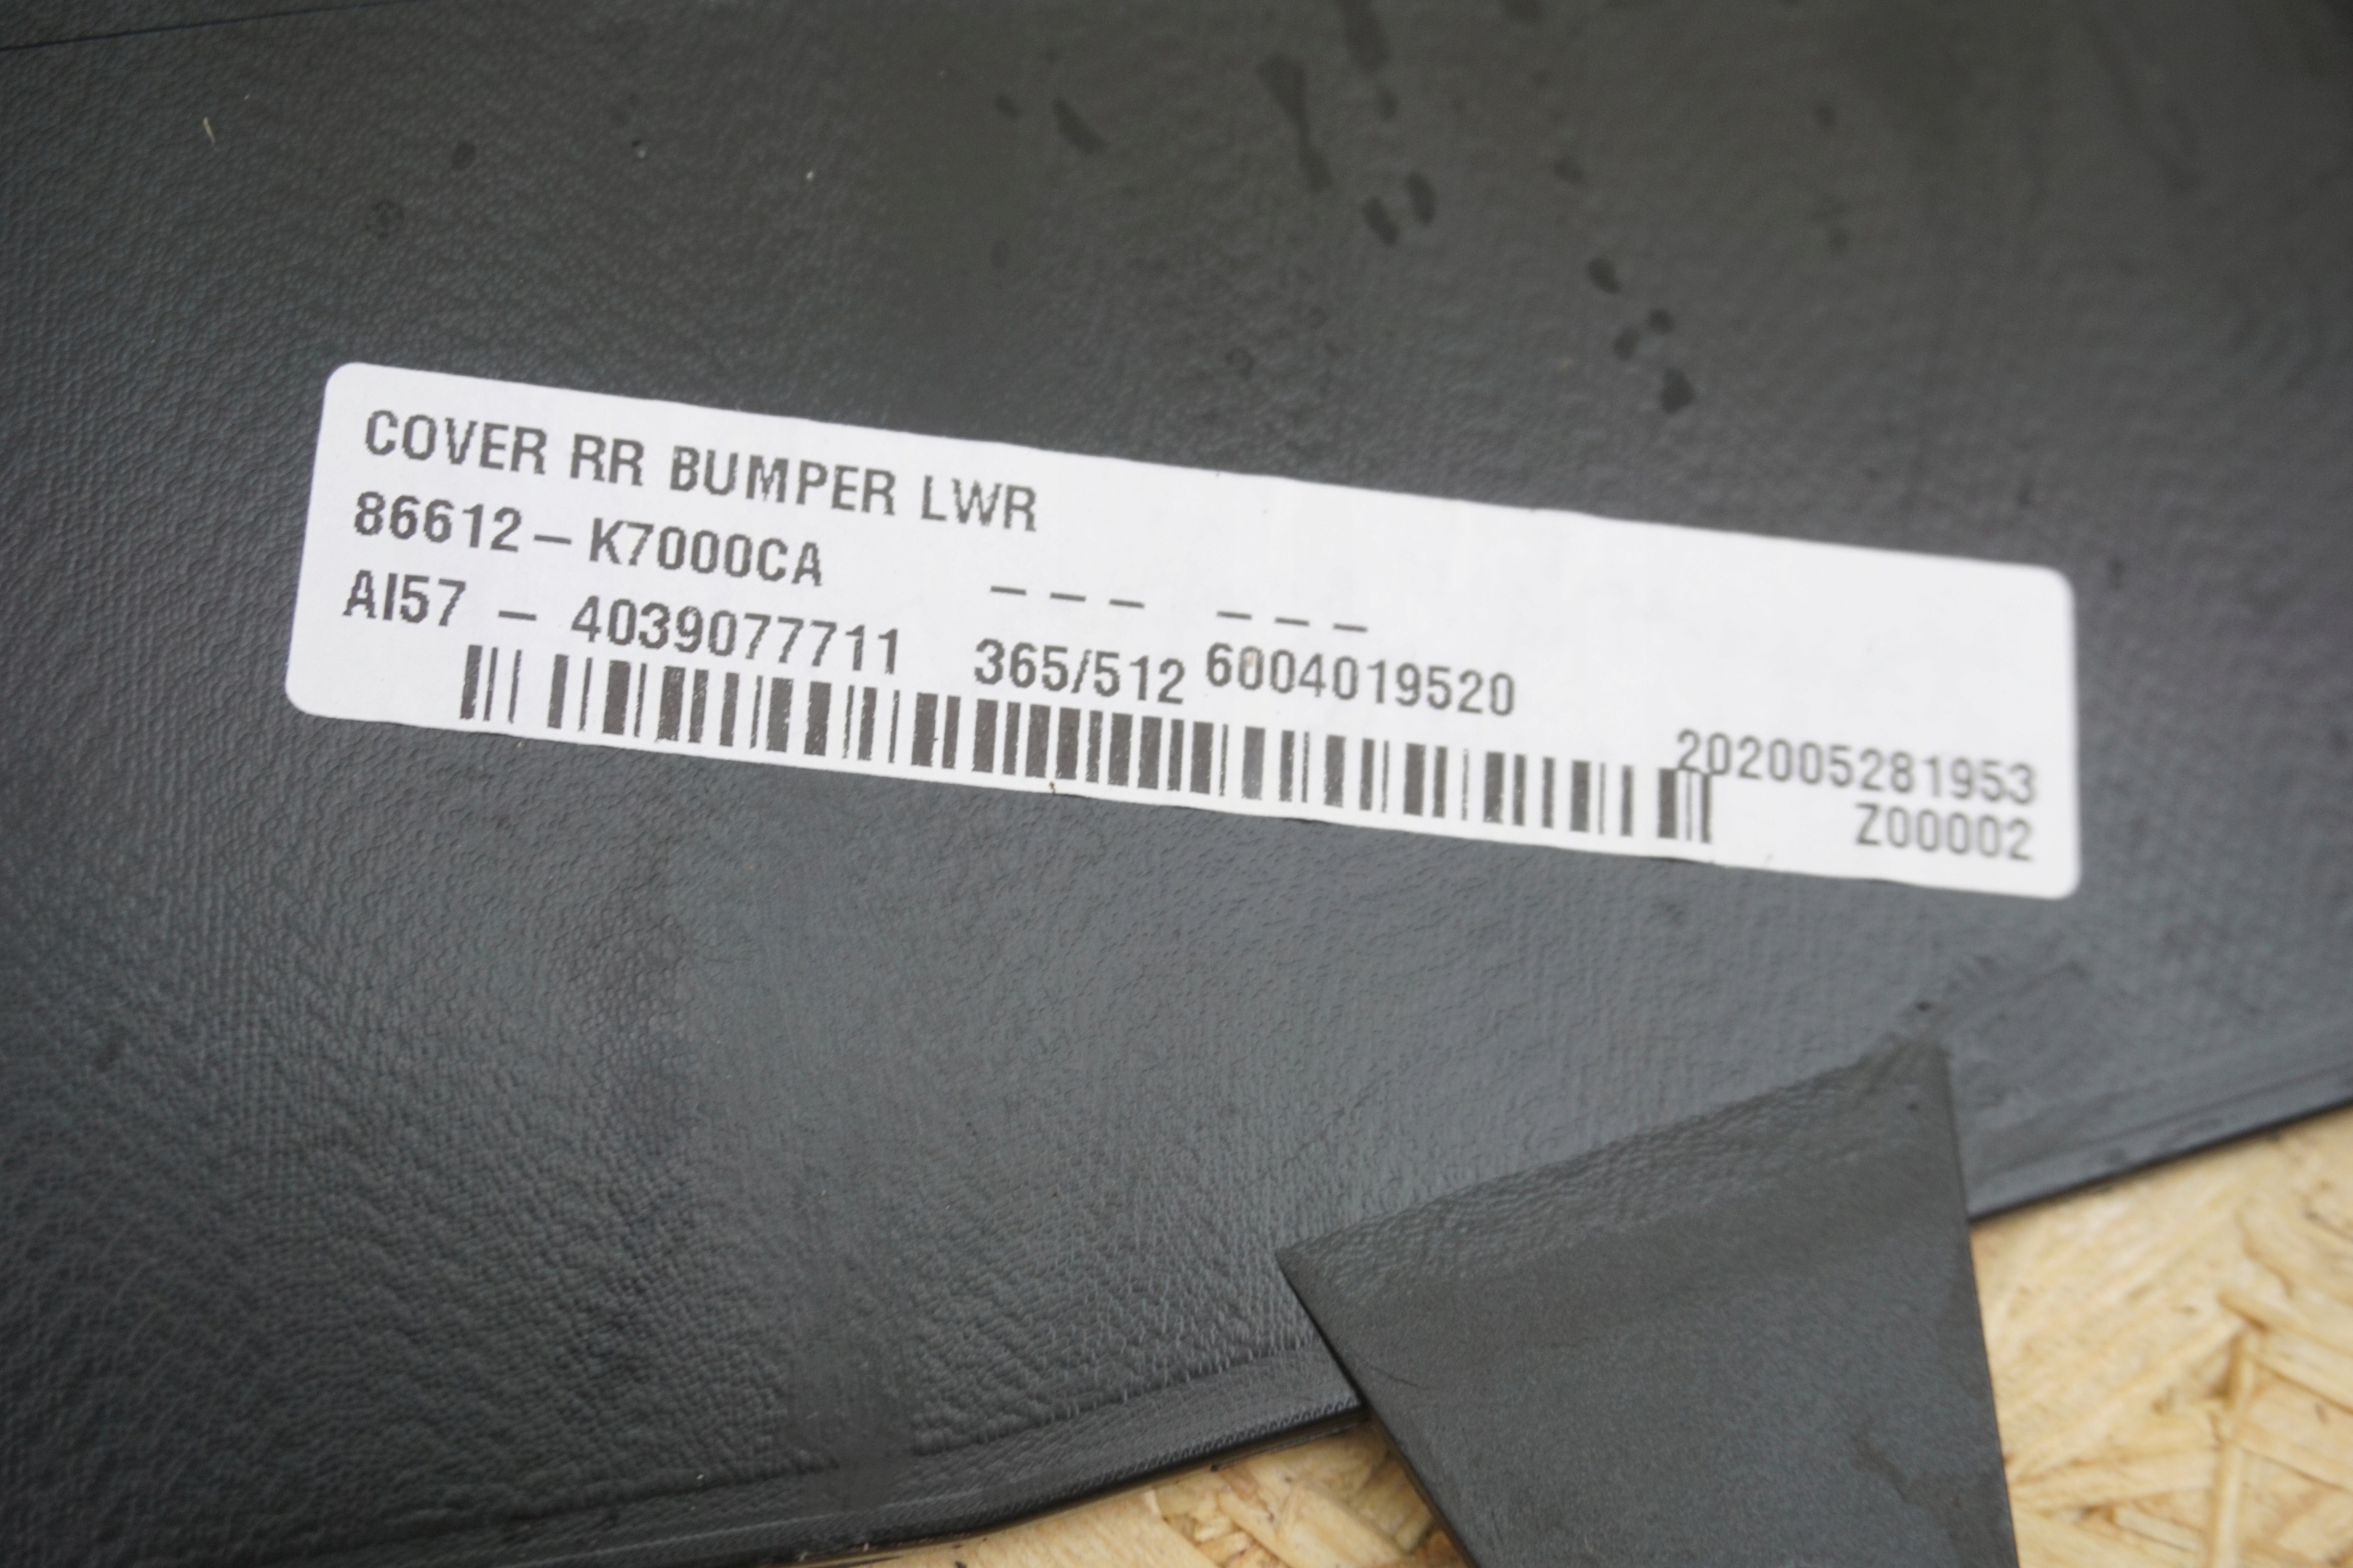 COVER RR BUMPER LWR
86612-K7000CA --- ---
AI57 - 4039077711 365/512 6004019520
202005281953
Z00002